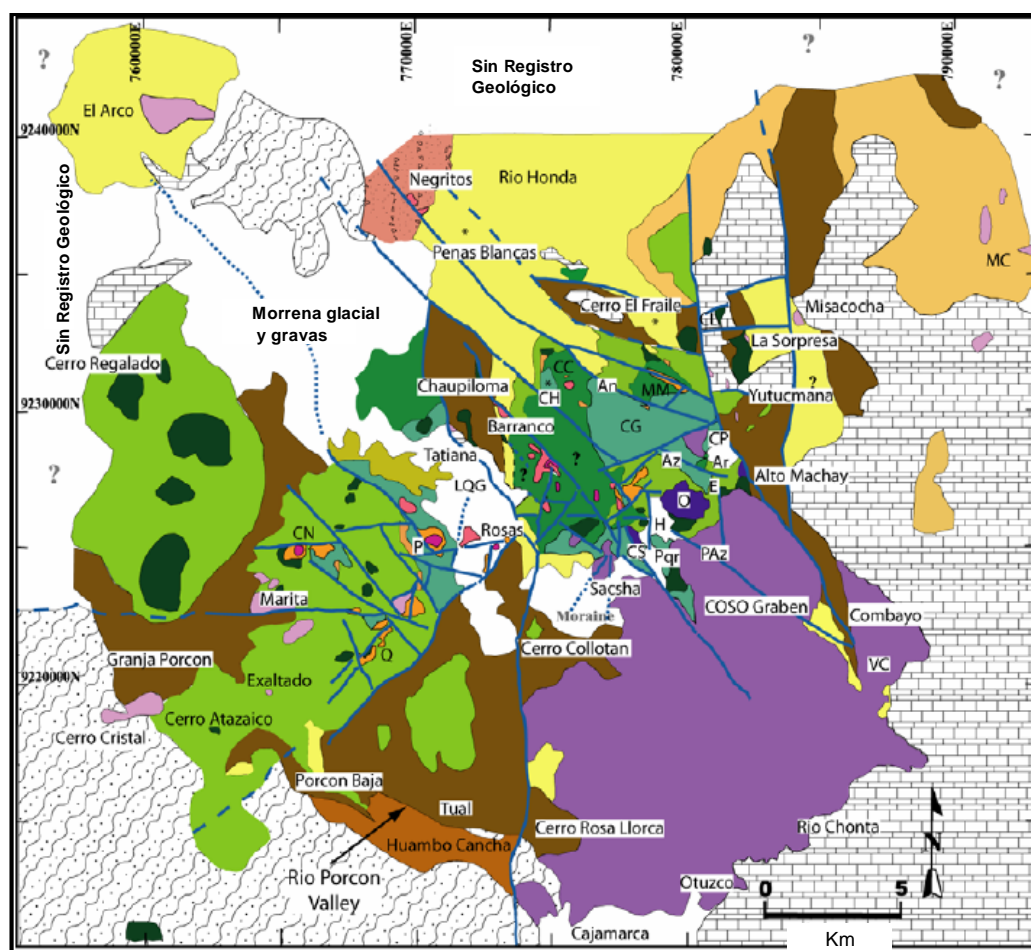 ?
760000E
770000E
780000E
790000E
?
Sin Registro
Geológico
El Arco
9240000N
Sin Registro Geológico
Negritos
Rio Honda
Penas Blancas
MC
Cerro El Fraile
Misacocha
Morrena glacial
y gravas
CLV
La Sorpresa
Cerro Regalado
CC
An
MM
Yutucmana
?
Chaupiloma
CH
9230000N
Barranco
CG
CP
?
Tatiana
?
?
Az
Ar
Alto Machay
LQG
E
O
CN
P
Rosas
H
CS
Pqr
PAz
Marita
Sacsha
COSO Graben
Moraine
Combayo
Cerro Collotan
Granja Porcon
Q
VC
9220000N
Exaltado
Cerro Atazaico
Cerro Cristal
Porcon Baja
Tual
Cerro Rosa Llorca
Rio Chonta
Huambo Cancha
N
Rio Porcon
Valley
Otuzco
0
5
Cajamarca
Km